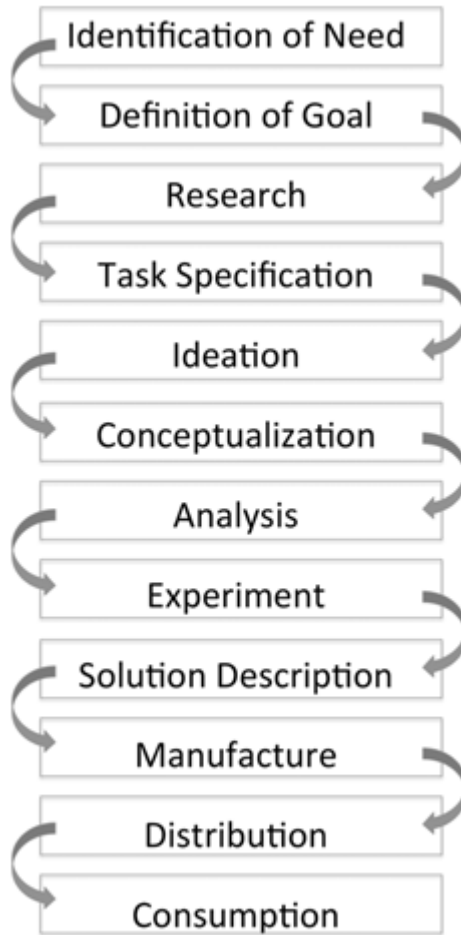 Identification of Need
Definition of Goal
Research
Task Specification
Ideation
Conceptualization
Analysis
Experiment
Solution Description
Manufacture
Distribution
Consumption